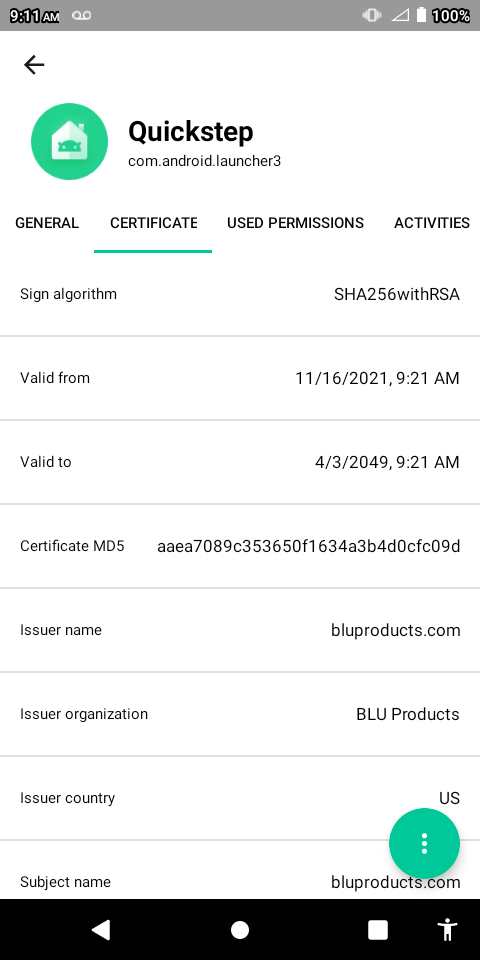 9:11 AM 100%
Quickstep
com.android.launcher3
GENERAL CERTIFICATE USED PERMISSIONS ACTIVITIES
Sign algorithm SHA256withRSA
Valid from 11/16/2021, 9:21 AM
Valid to 4/3/2049, 9:21 AM
Certificate MD5 aaea7089c353650f1634a3b4d0cfc09d
Issuer name bluproducts.com
Issuer organization BLU Products
Issuer country US
Subject name bluproducts.com